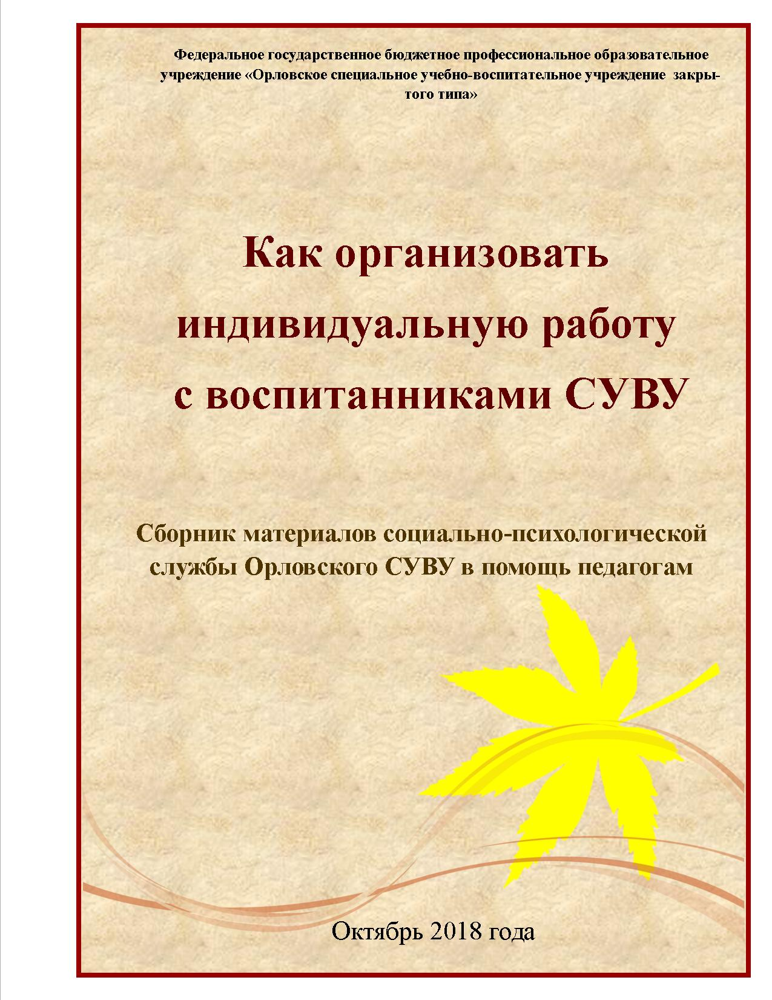 Федеральное государственное бюджетное профессиональное образовательное
учреждение «Орловское специальное учебно-воспитательное учреждение закры-
того типа»
Как организовать
индивидуальную работу
с воспитанниками СУВУ
Сборник материалов социально-психологической
службы Орловского СУВУ в помощь педагогам
Октябрь 2018 года